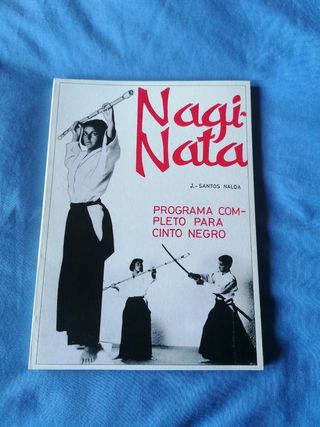 Nagi-
Nata
J.-SANTOS NALDA
PROGRAMA COM-
PLETO PARA
CINTO NEGRO